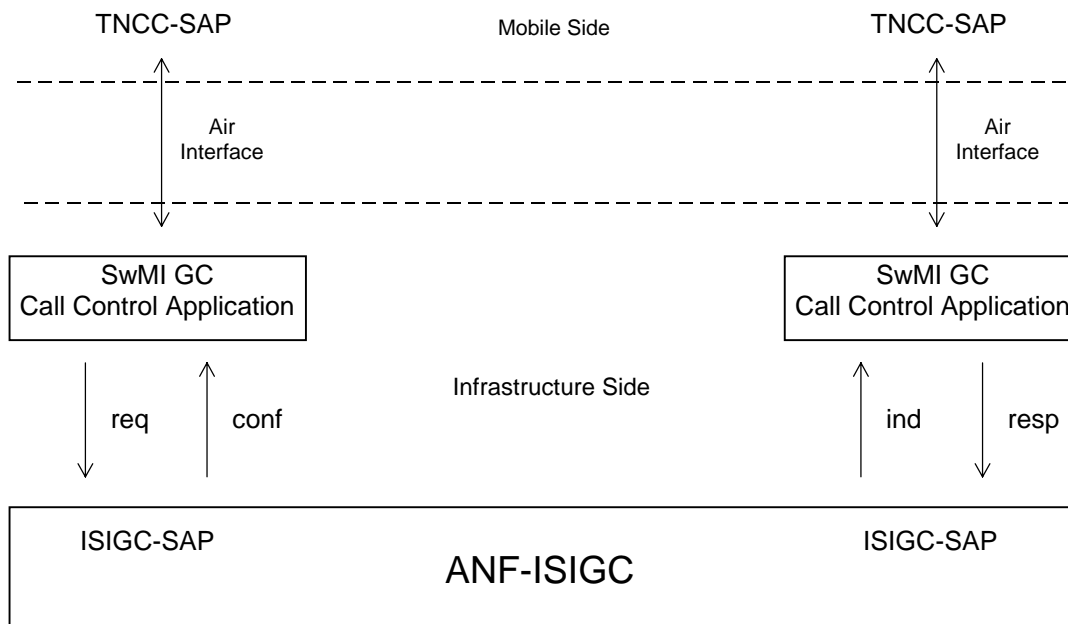 TNCC-SAP
Mobile Side
TNCC-SAP
Air
Interface
Air
Interface
SwMI GC
Call Control Application
SwMI GC
Call Control Application
Infrastructure Side
req
conf
ind
resp
ISIGC-SAP
ISIGC-SAP
ANF-ISIGC